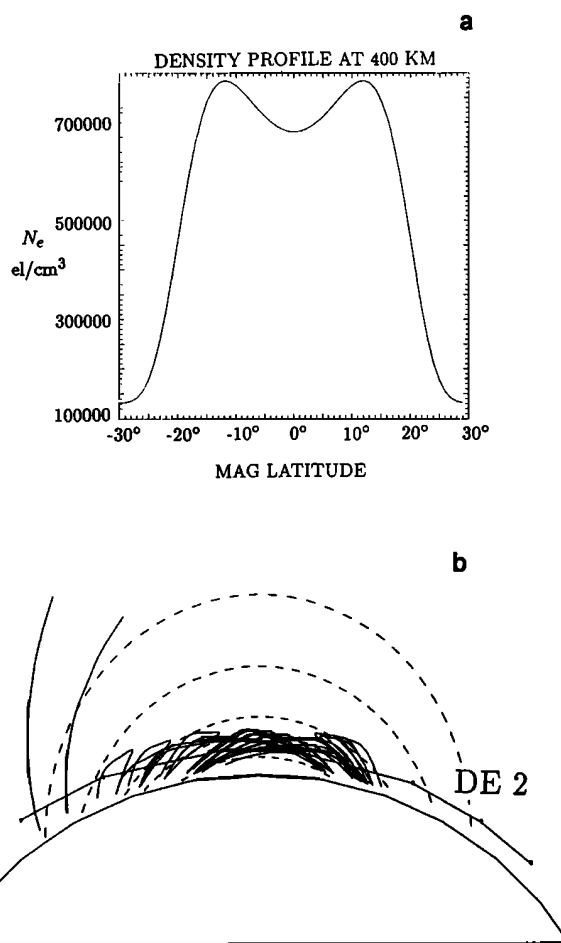 a
DENSITY PROFILE AT 400 KM
700000
500000
300000
100000
Nₑ
el/cm³
-30° -20° -10° 0° 10° 20° 30°
MAG LATITUDE
b
DE 2